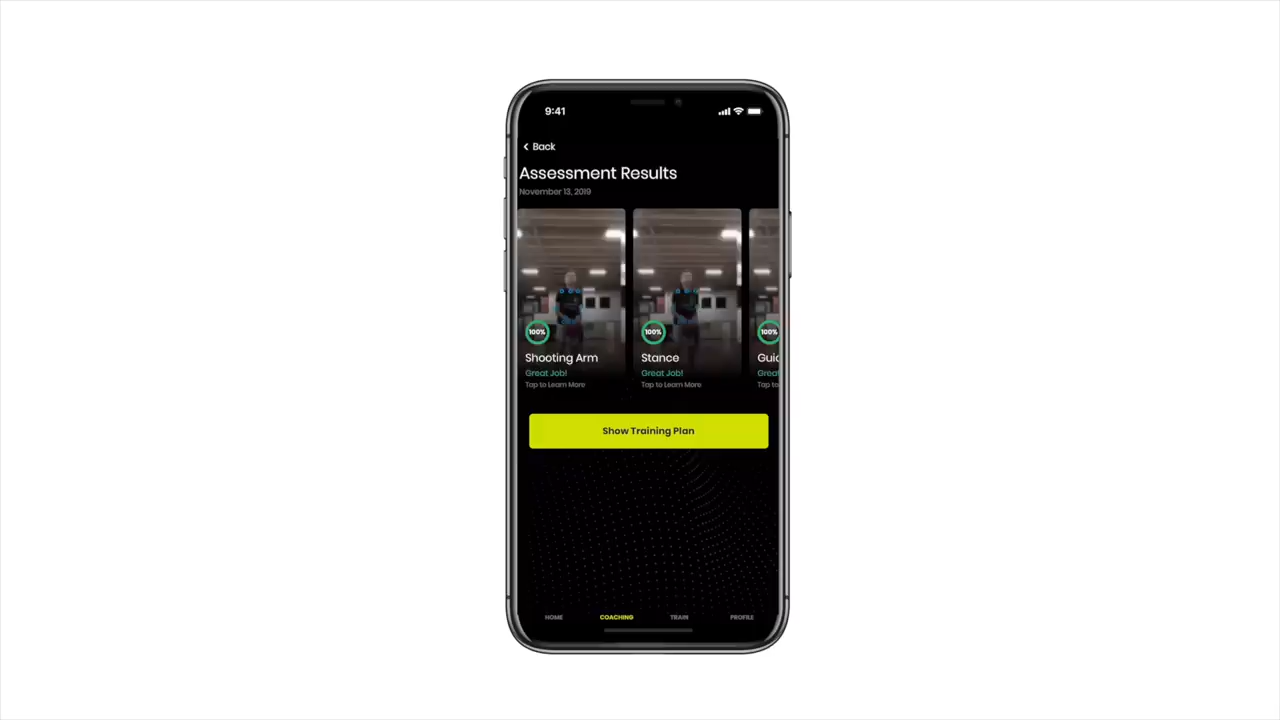 9:41
Back
Assessment Results
November 13, 2019
100%
Shooting Arm
Great Job!
Tap to Learn More
100%
Stance
Great Job!
Tap to Learn More
100%
Guid
Great
Tap to
Show Training Plan
HOME
COACHING
TRAIN
PROFILE